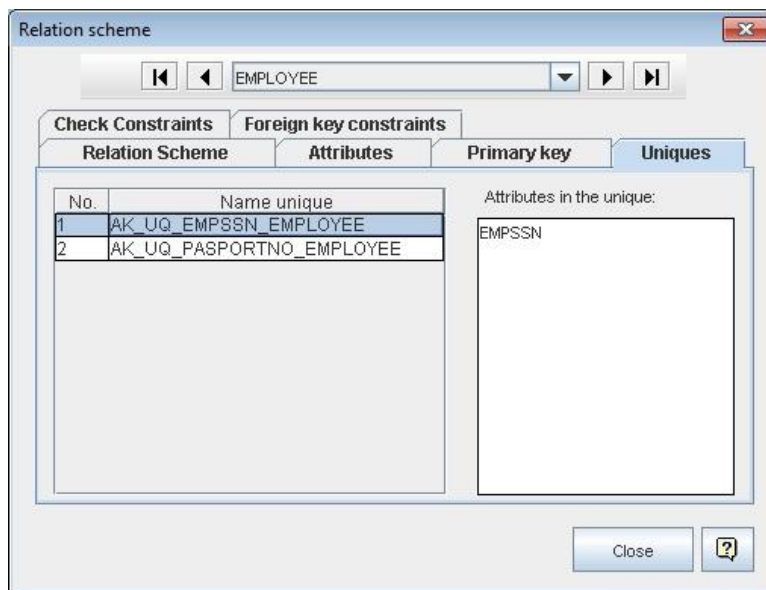 Relation scheme
EMPLOYEE
Check Constraints Foreign key constraints
Relation Scheme Attributes Primary key Uniques
No. Name unique
1 AK_UQ_EMPSSN_EMPLOYEE
2 AK_UQ_PASPORTNO_EMPLOYEE
Attributes in the unique:
EMPSSN
Close